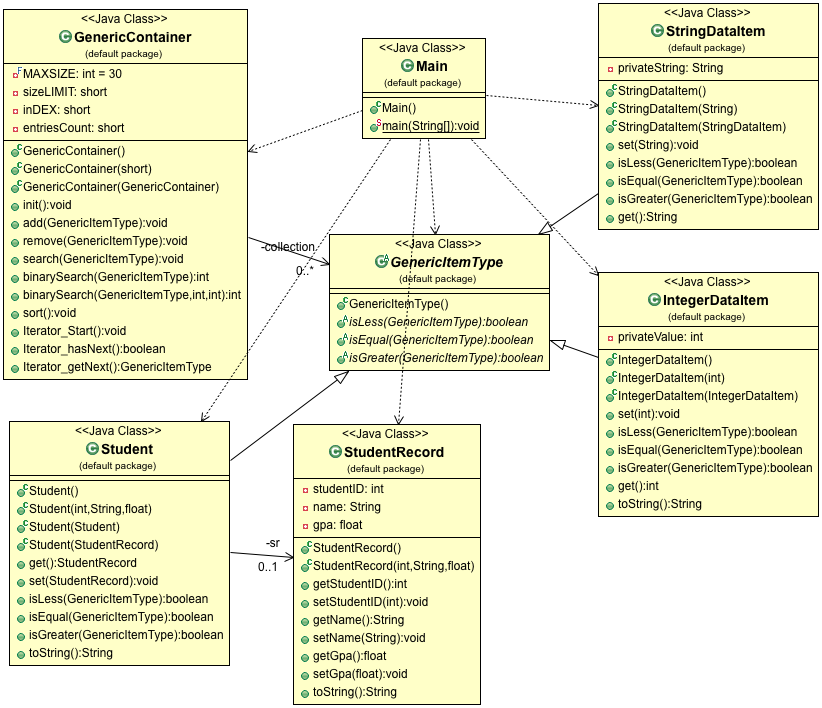 <<Java Class>>
GenericContainer
(default package)
MAXSIZE: int = 30
sizeLIMIT: short
inDEX: short
entriesCount: short
GenericContainer()
GenericContainer(short)
GenericContainer(GenericContainer)
init():void
add(GenericItemType):void
remove(GenericItemType):void
search(GenericItemType):void
binarySearch(GenericItemType):int
binarySearch(GenericItemType,int,int):int
sort():void
Iterator_Start():void
Iterator_hasNext():boolean
Iterator_getNext():GenericItemType
<<Java Class>>
Main
(default package)
Main()
main(String[]):void
<<Java Class>>
StringDataItem
(default package)
privateString: String
StringDataItem()
StringDataItem(String)
StringDataItem(StringDataItem)
set(String):void
isLess(GenericItemType):boolean
isEqual(GenericItemType):boolean
isGreater(GenericItemType):boolean
get():String
-collection
0..*
<<Java Class>>
GenericItemType
(default package)
GenericItemType()
isLess(GenericItemType):boolean
isEqual(GenericItemType):boolean
isGreater(GenericItemType):boolean
<<Java Class>>
IntegerDataItem
(default package)
privateValue: int
IntegerDataItem()
IntegerDataItem(int)
IntegerDataItem(IntegerDataItem)
set(int):void
isLess(GenericItemType):boolean
isEqual(GenericItemType):boolean
isGreater(GenericItemType):boolean
get():int
toString():String
<<Java Class>>
Student
(default package)
Student()
Student(int,String,float)
Student(Student)
Student(StudentRecord)
get():StudentRecord
set(StudentRecord):void
isLess(GenericItemType):boolean
isEqual(GenericItemType):boolean
isGreater(GenericItemType):boolean
toString():String
-sr
0..1
<<Java Class>>
StudentRecord
(default package)
studentID: int
name: String
gpa: float
StudentRecord()
StudentRecord(int,String,float)
getStudentID():int
setStudentID(int):void
getName():String
setName(String):void
getGpa():float
setGpa(float):void
toString():String